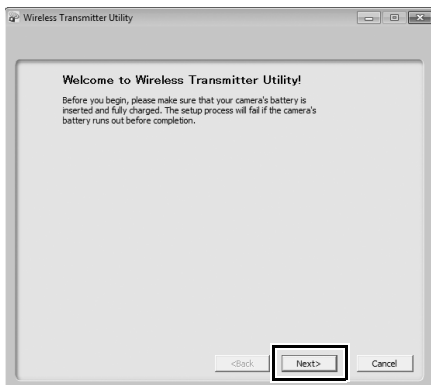 Wireless Transmitter Utility
Welcome to Wireless Transmitter Utility!
Before you begin, please make sure that your camera's battery is
inserted and fully charged. The setup process will fail if the camera's
battery runs out before completion.
<Back
Next>
Cancel